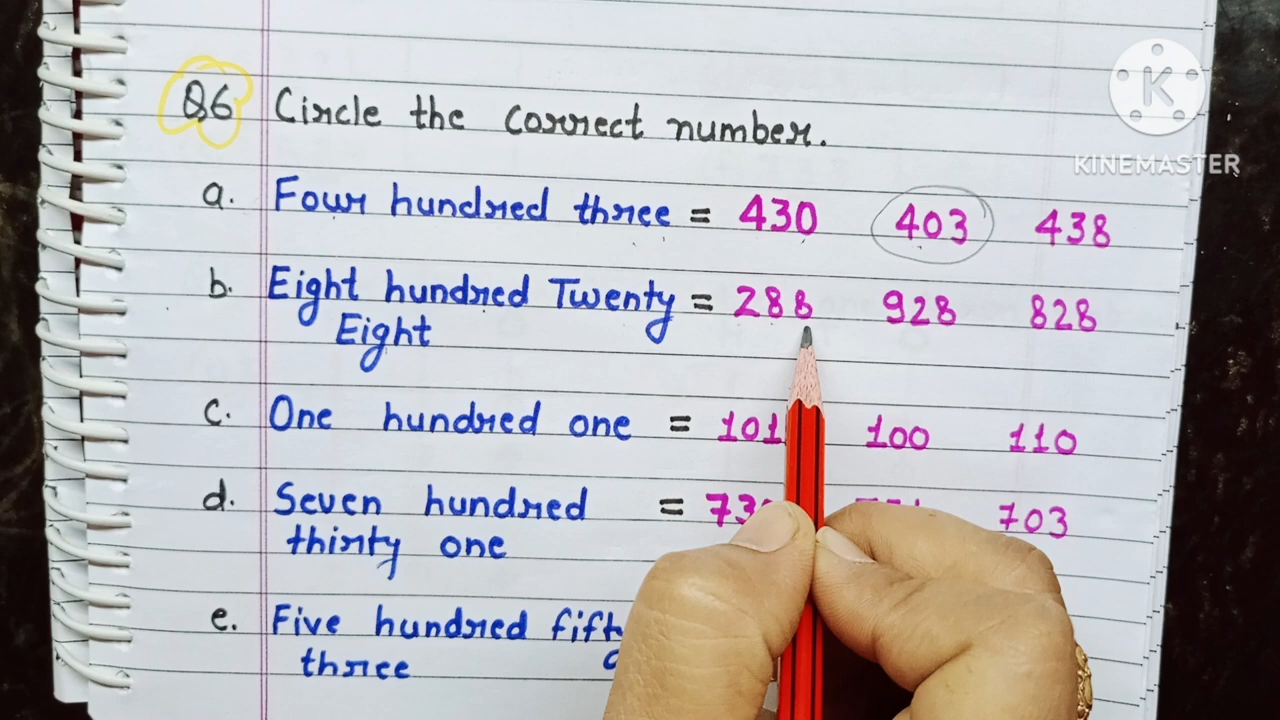 Q6 Circle the correct number.
KINEMASTER
a. Four hundred three = 430 403 438
b. Eight hundred Twenty = 288 928 828
Eight
c. One hundred one = 101 100 110
d. Seven hundred = 703
thirty one
e. Five hundred fifty
three